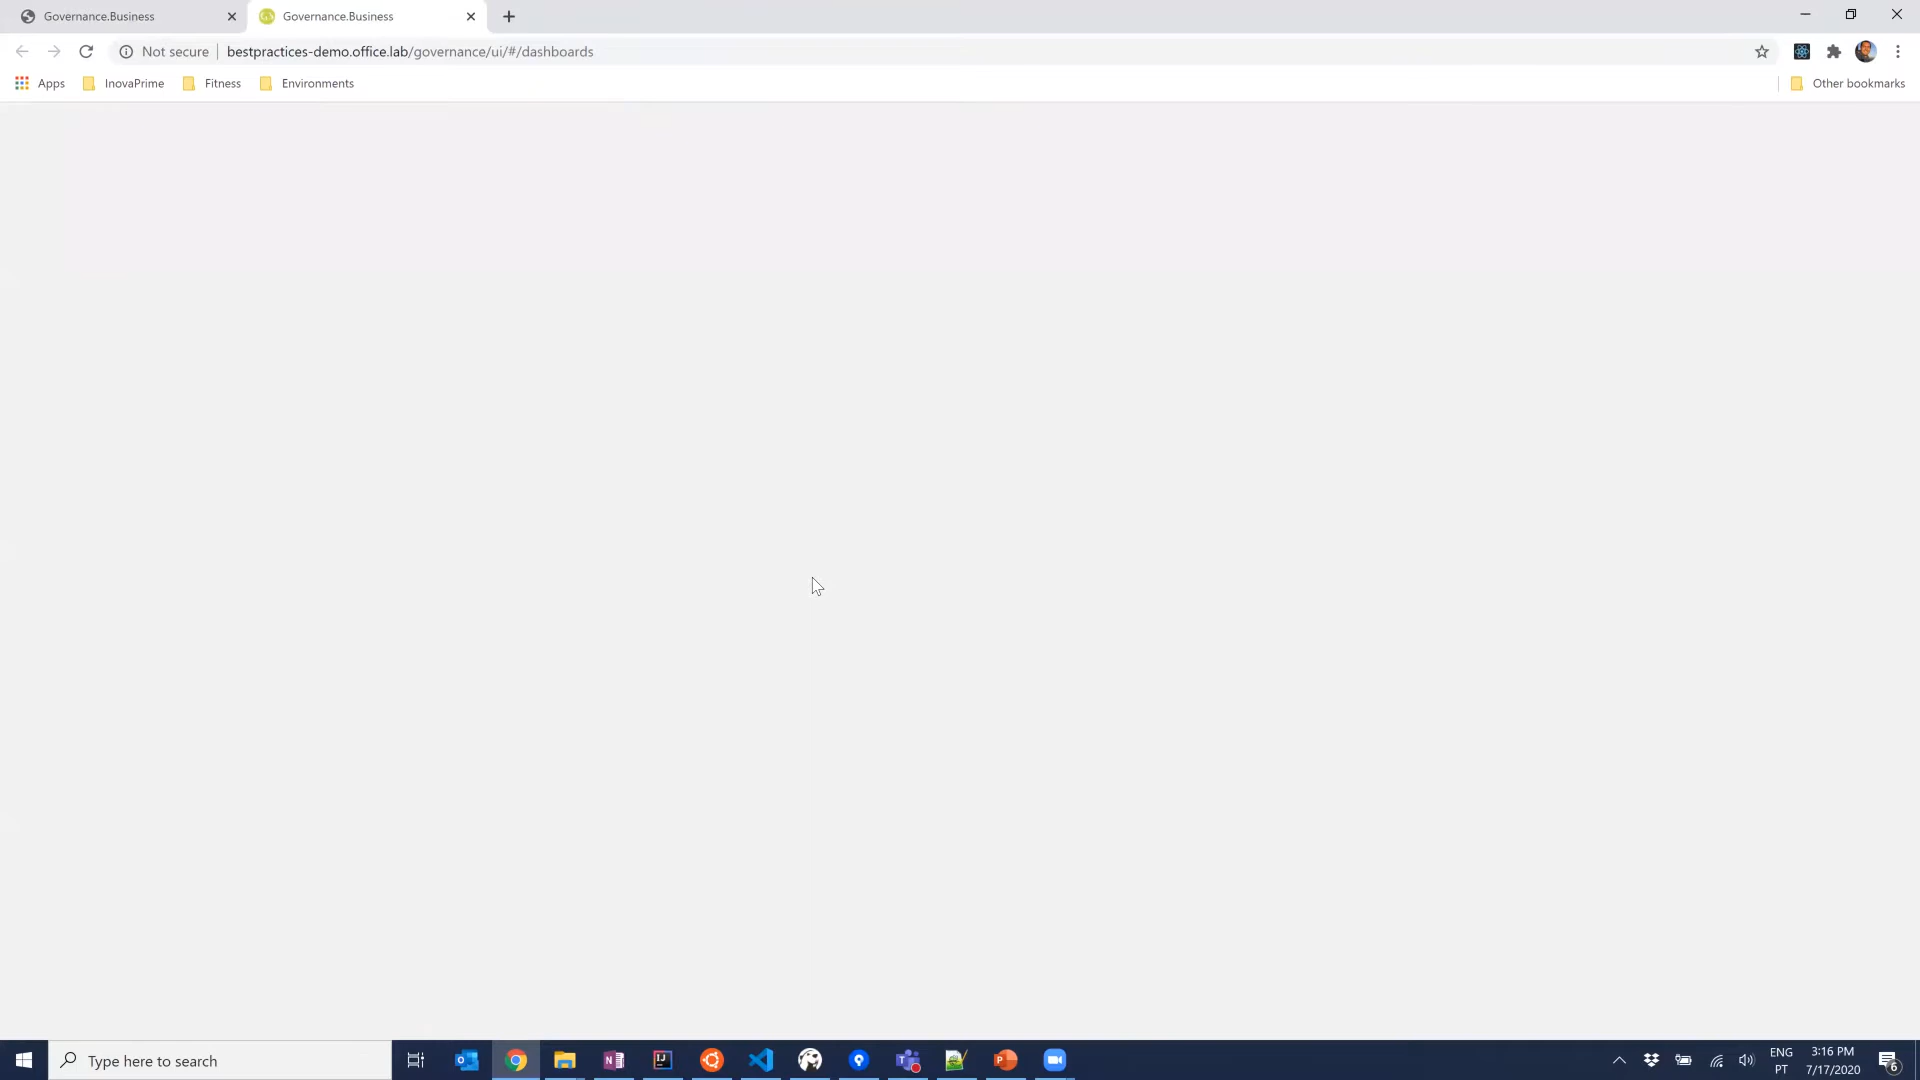 Governance.Business
Governance.Business
Not secure
bestpractices-demo.office.lab/governance/ui/#/dashboards
Apps
InovaPrime
Fitness
Environments
Other bookmarks
Type here to search
ENG
PT
3:16 PM
7/17/2020
6